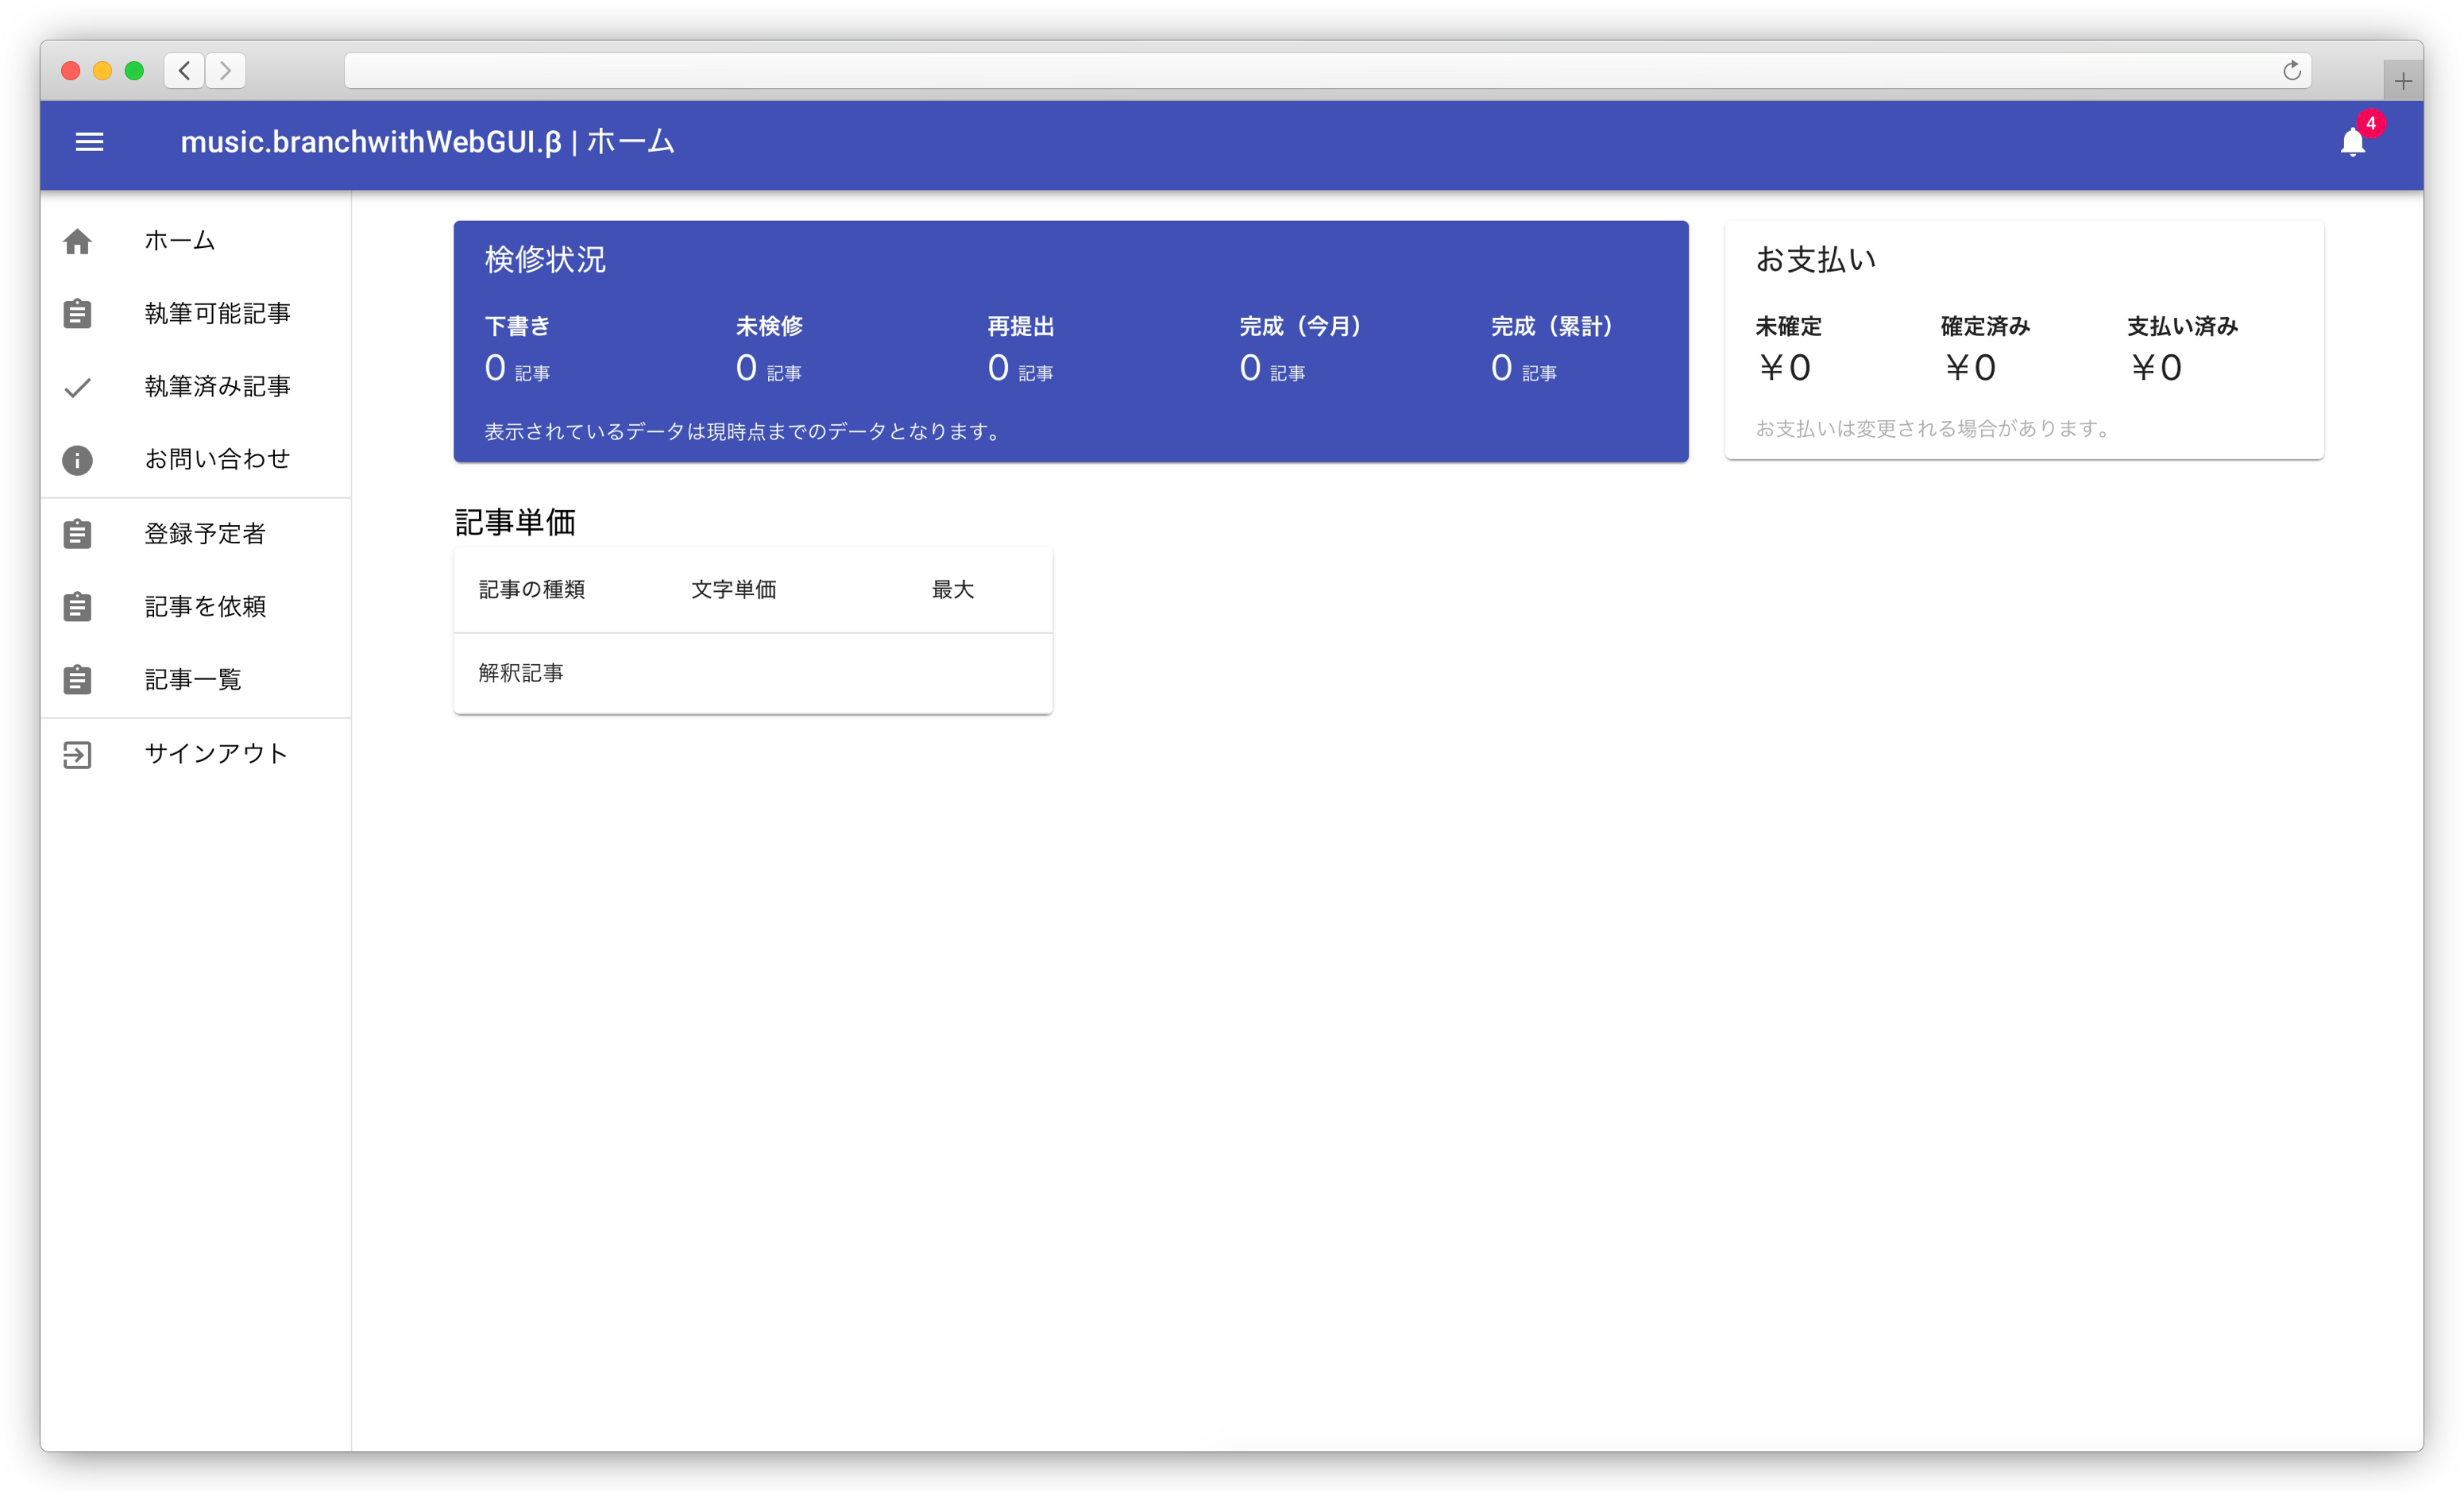 music.branchwithWebGUI.β | ホーム
4
ホーム
執筆可能記事
執筆済み記事
お問い合わせ
登録予定者
記事を依頼
記事一覧
サインアウト
検修状況
下書き 未検修 再提出 完成（今月） 完成（累計）
0 記事 0 記事 0 記事 0 記事 0 記事
表示されているデータは現時点までのデータとなります。
お支払い
未確定 確定済み 支払い済み
￥0 ￥0 ￥0
お支払いは変更される場合があります。
記事単価
記事の種類 文字単価 最大
解釈記事